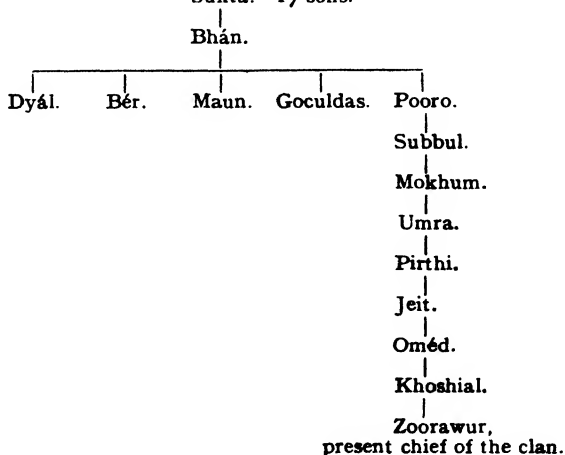 17 sons.
Bhán.
Dyál. Bér. Maun. Goculdas. Pooro.
Subbul.
Mokhum.
Umra.
Pirthi.
Jeit.
Oméd.
Khoshial.
Zoorawur,
present chief of the clan.